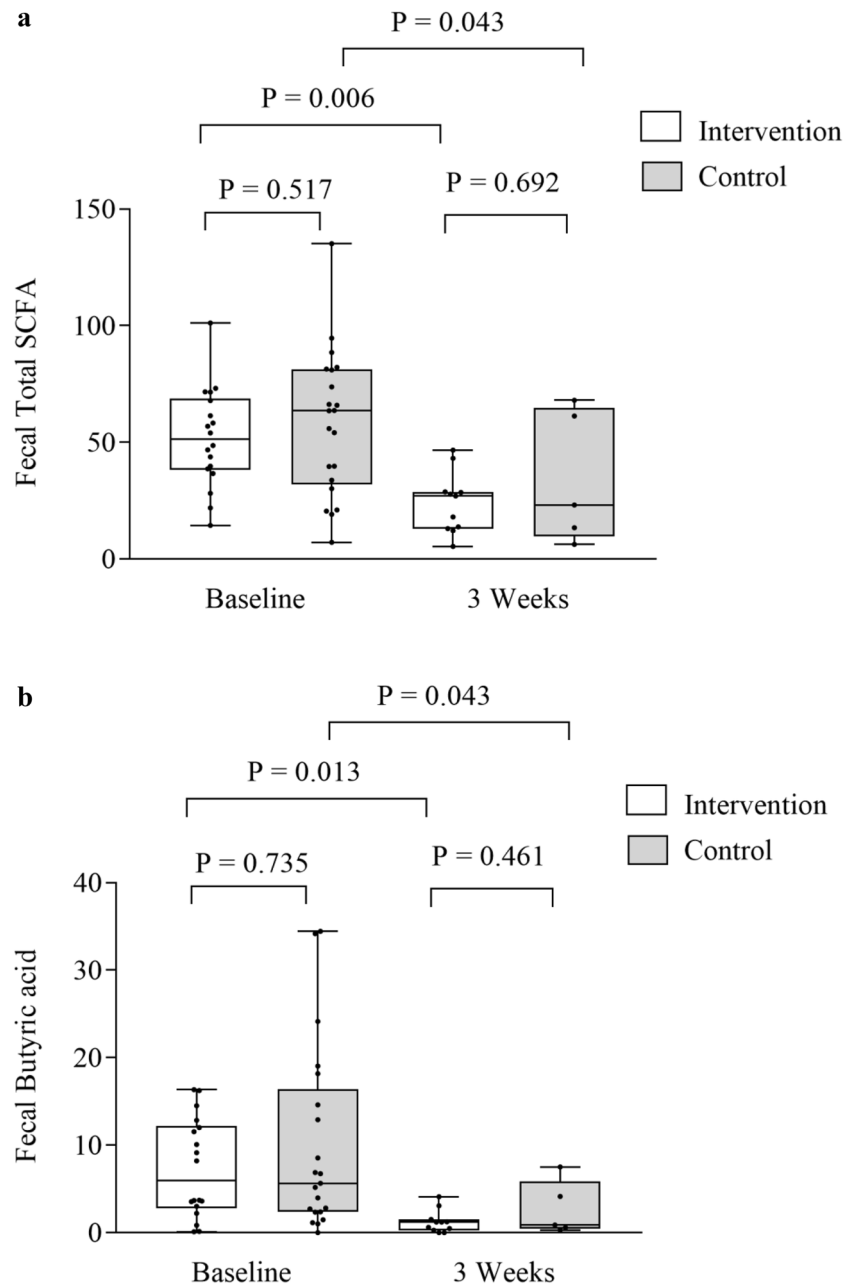 a
P = 0.043
P = 0.006
Intervention
Control
P = 0.517
P = 0.692
150
100
50
0
Fecal Total SCFA
Baseline
3 Weeks
b
P = 0.043
P = 0.013
Intervention
Control
P = 0.735
P = 0.461
40
30
20
10
0
Fecal Butyric acid
Baseline
3 Weeks